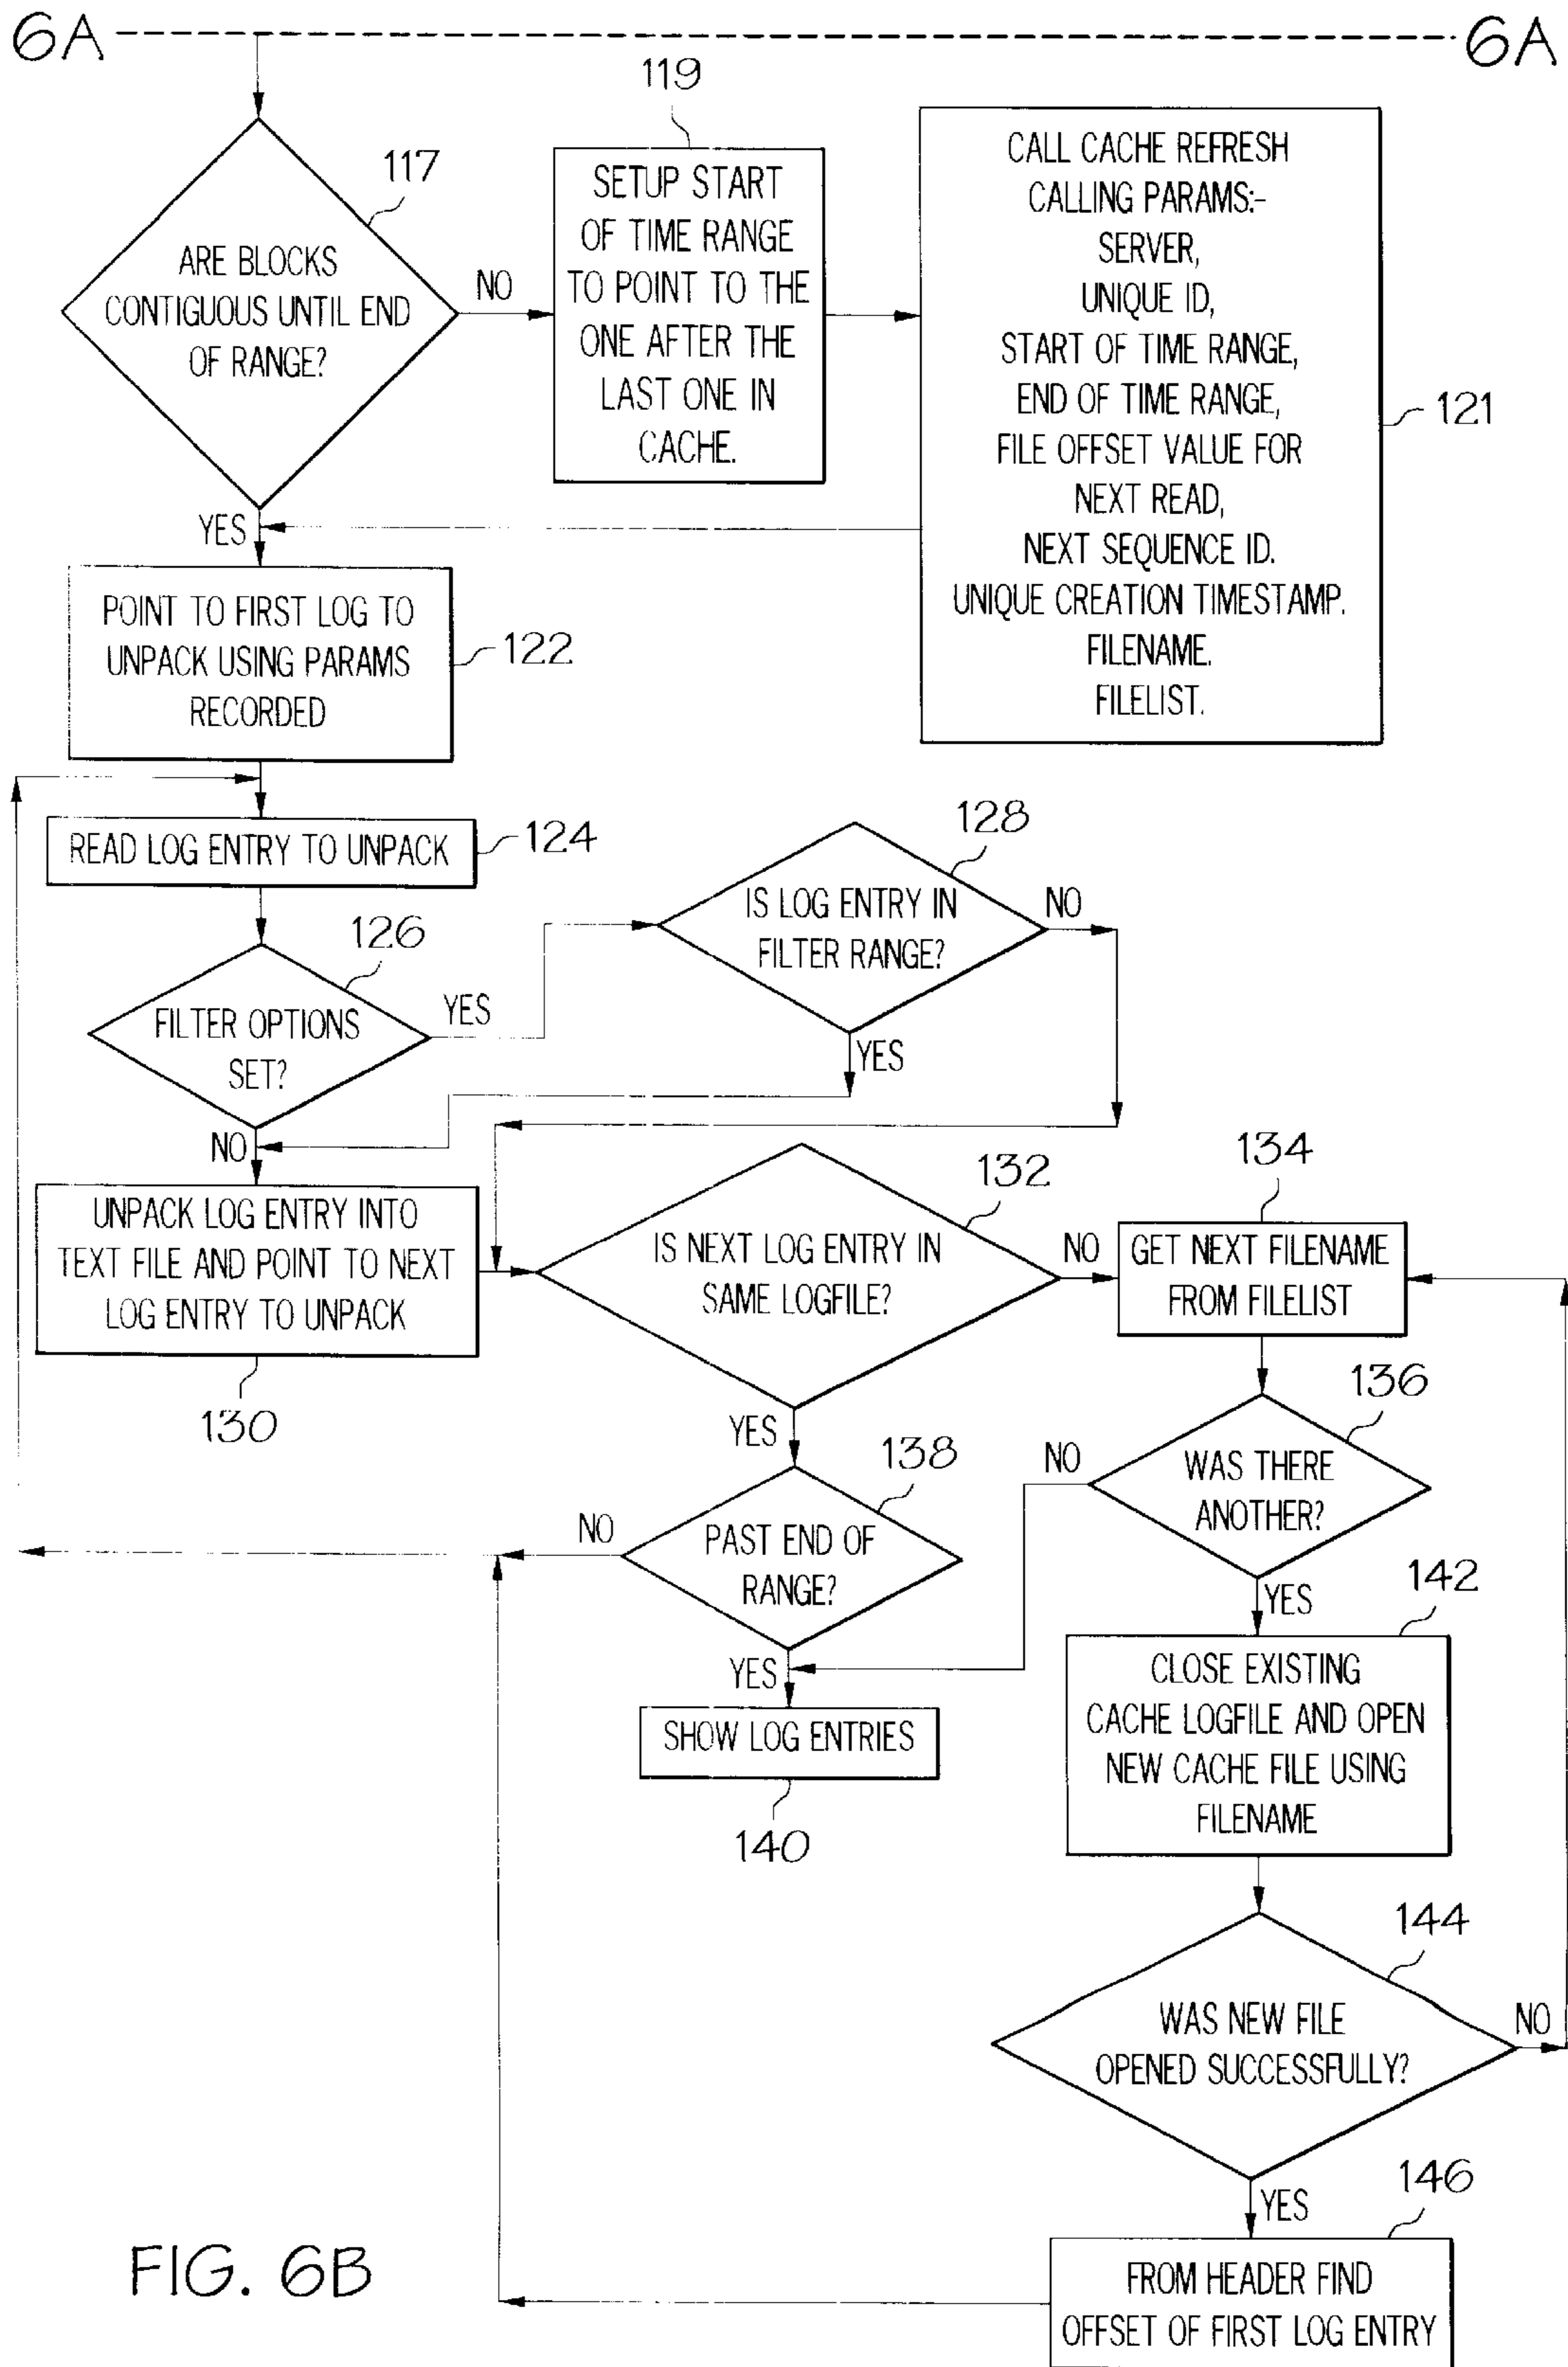 6A
6A
117
ARE BLOCKS
CONTIGUOUS UNTIL END
OF RANGE?
NO
YES
119
SETUP START
OF TIME RANGE
TO POINT TO THE
ONE AFTER THE
LAST ONE IN
CACHE.
CALL CACHE REFRESH
CALLING PARAMS:-
SERVER,
UNIQUE ID,
START OF TIME RANGE,
END OF TIME RANGE,
FILE OFFSET VALUE FOR
NEXT READ,
NEXT SEQUENCE ID.
UNIQUE CREATION TIMESTAMP.
FILENAME.
FILELIST.
121
POINT TO FIRST LOG TO
UNPACK USING PARAMS
RECORDED
122
READ LOG ENTRY TO UNPACK
124
126
FILTER OPTIONS
SET?
YES
NO
128
IS LOG ENTRY IN
FILTER RANGE?
NO
YES
UNPACK LOG ENTRY INTO
TEXT FILE AND POINT TO NEXT
LOG ENTRY TO UNPACK
130
132
IS NEXT LOG ENTRY IN
SAME LOGFILE?
NO
YES
134
GET NEXT FILENAME
FROM FILELIST
136
WAS THERE
ANOTHER?
NO
YES
138
PAST END OF
RANGE?
NO
YES
SHOW LOG ENTRIES
140
142
CLOSE EXISTING
CACHE LOGFILE AND OPEN
NEW CACHE FILE USING
FILENAME
144
WAS NEW FILE
OPENED SUCCESSFULLY?
NO
YES
146
FROM HEADER FIND
OFFSET OF FIRST LOG ENTRY
FIG. 6B